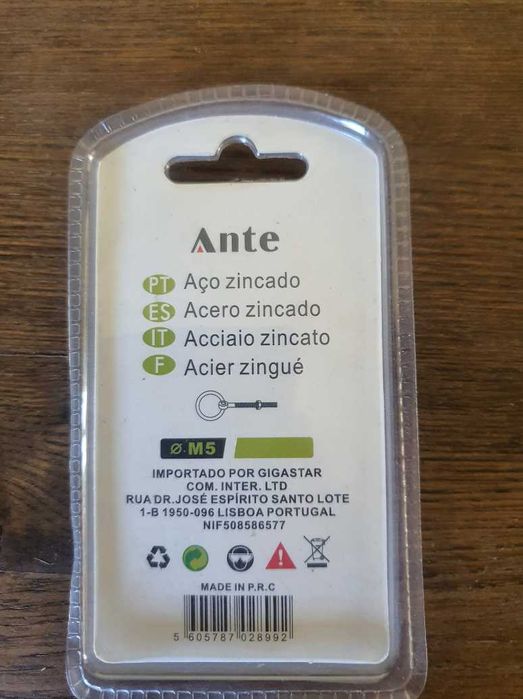 Ante
PT Aço zincado
ES Acero zincado
IT Acciaio zincato
F Acier zingué
Ø M5
IMPORTADO POR GIGASTAR
COM. INTER. LTD
RUA DR.JOSÉ ESPÍRITO SANTO LOTE
1-B 1950-096 LISBOA PORTUGAL
NIF508586577
MADE IN P.R.C
5 605787 028992